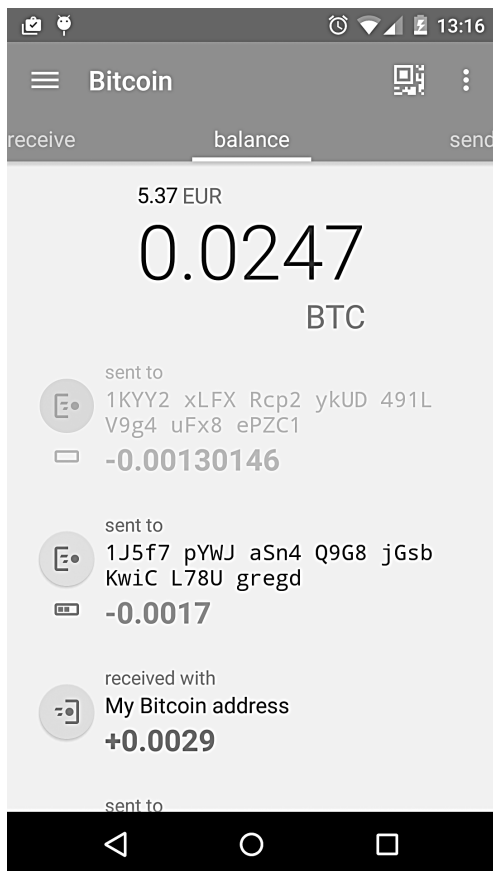 13:16
Bitcoin
receive balance send
5.37 EUR
0.0247
BTC
sent to
1KYY2 xLFX Rcp2 ykUD 491L
V9g4 uFx8 ePZC1
-0.00130146
sent to
1J5f7 pYWJ aSn4 Q9G8 jGsb
KwiC L78U gregd
-0.0017
received with
My Bitcoin address
+0.0029
sent to